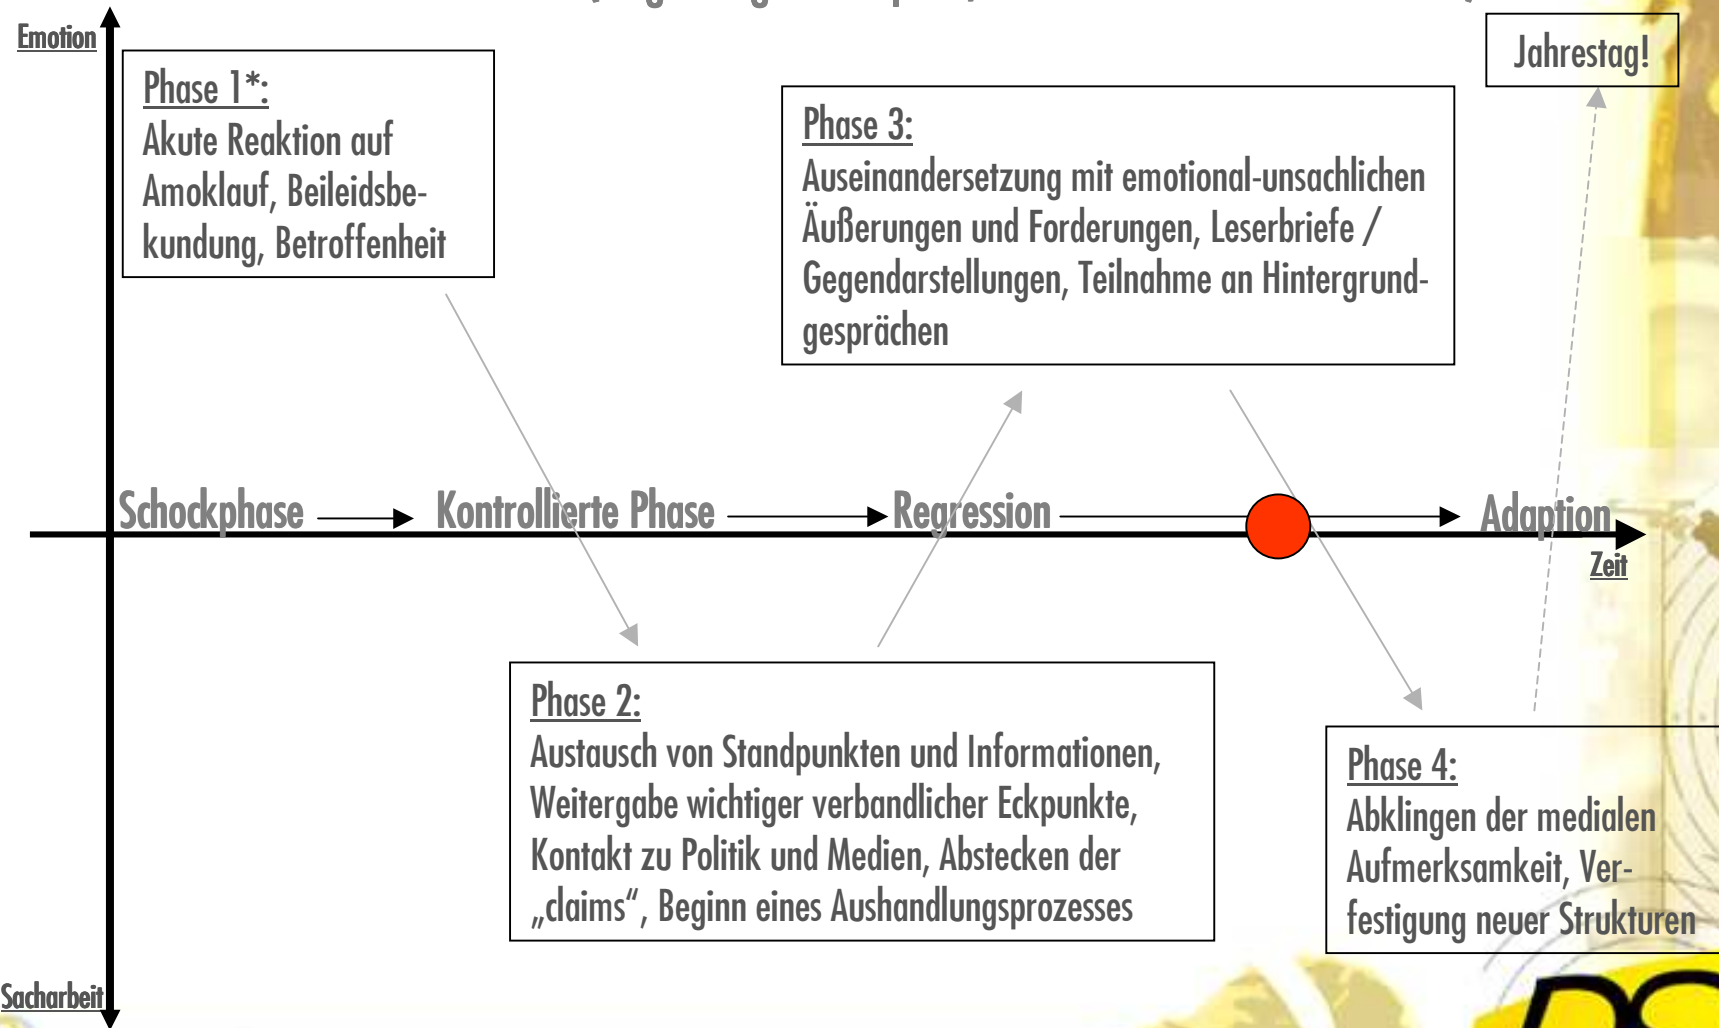 Emotion
Jahrestag!
Phase 1*:
Akute Reaktion auf
Amoklauf, Beileidsbe-
kundung, Betroffenheit
Phase 3:
Auseinandersetzung mit emotional-unsachlichen
Äußerungen und Forderungen, Leserbriefe /
Gegendarstellungen, Teilnahme an Hintergrund-
gesprächen
Schockphase Kontrollierte Phase Regression Adaption
Zeit
Phase 2:
Austausch von Standpunkten und Informationen,
Weitergabe wichtiger verbandlicher Eckpunkte,
Kontakt zu Politik und Medien, Abstecken der
„claims“, Beginn eines Aushandlungsprozesses
Phase 4:
Abklingen der medialen
Aufmerksamkeit, Ver-
festigung neuer Strukturen
Sacharbeit